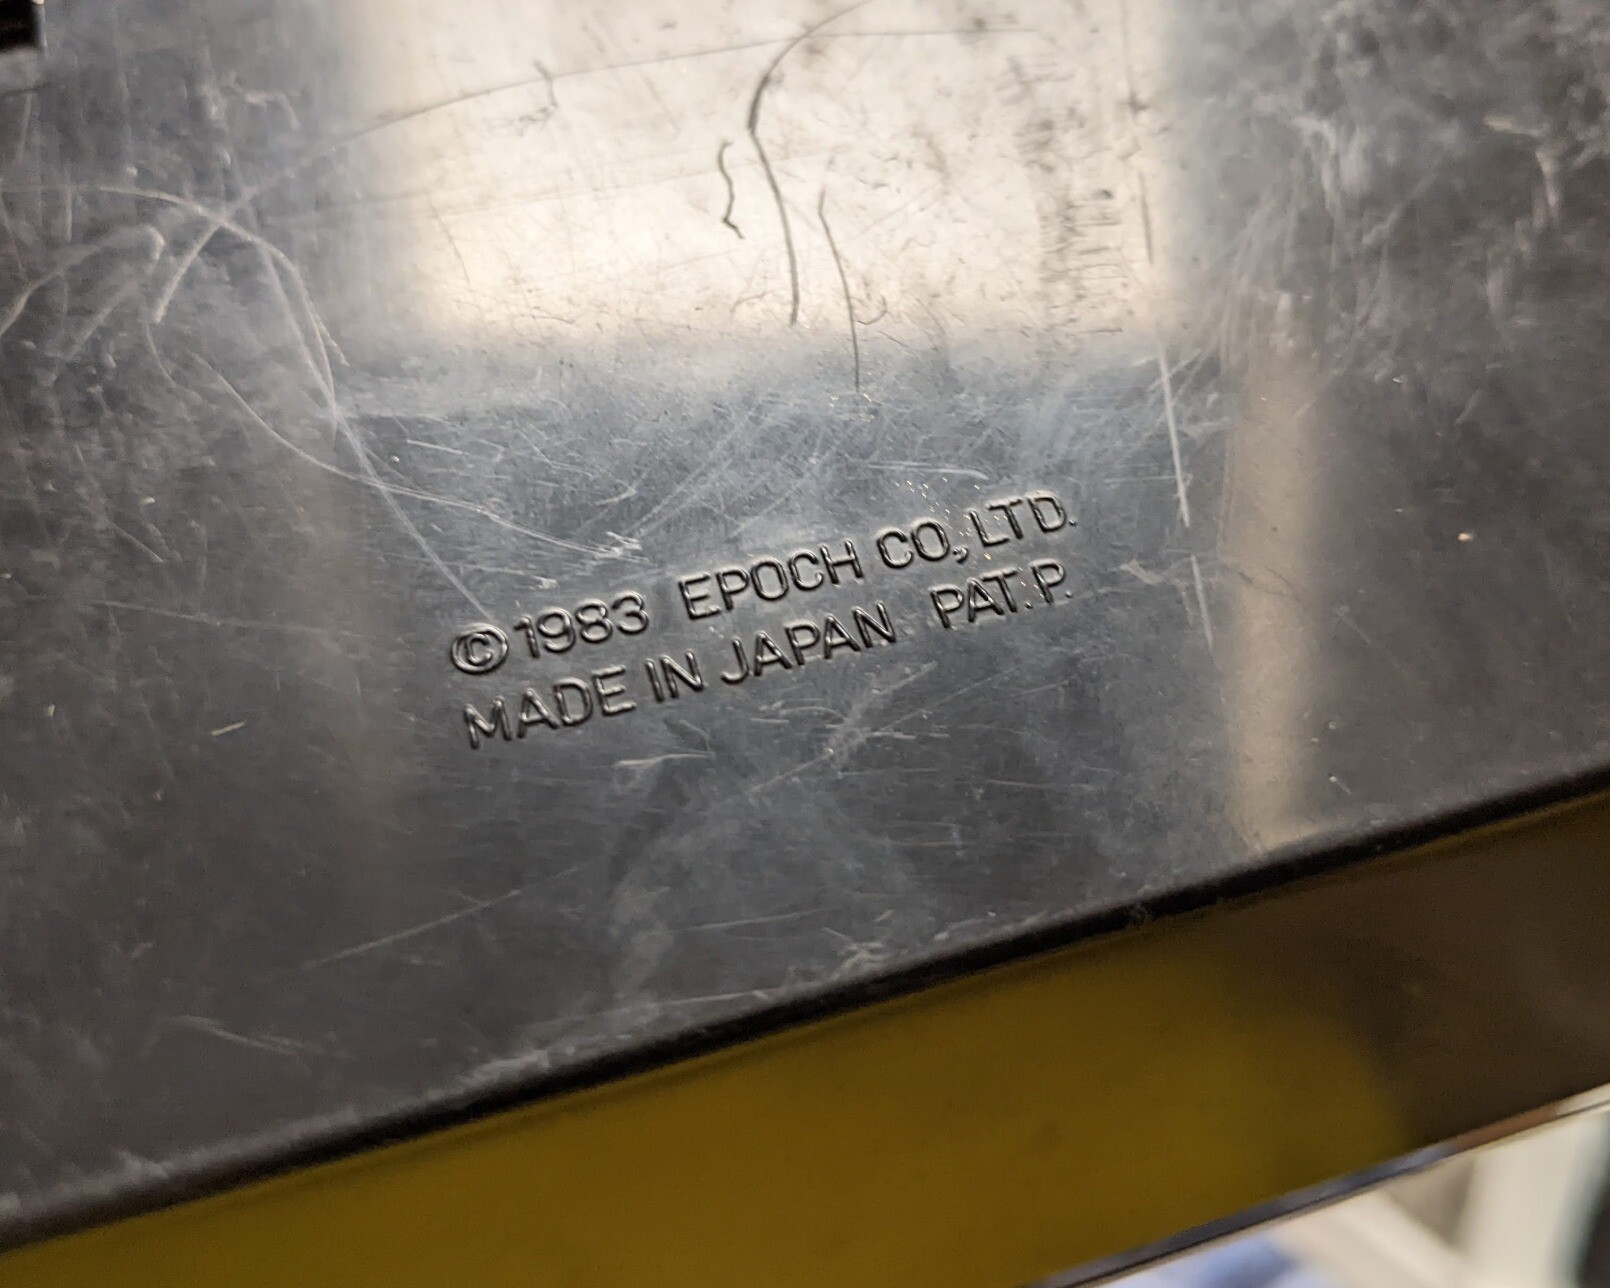 ©1983 EPOCH CO., LTD.
MADE IN JAPAN PAT. P.